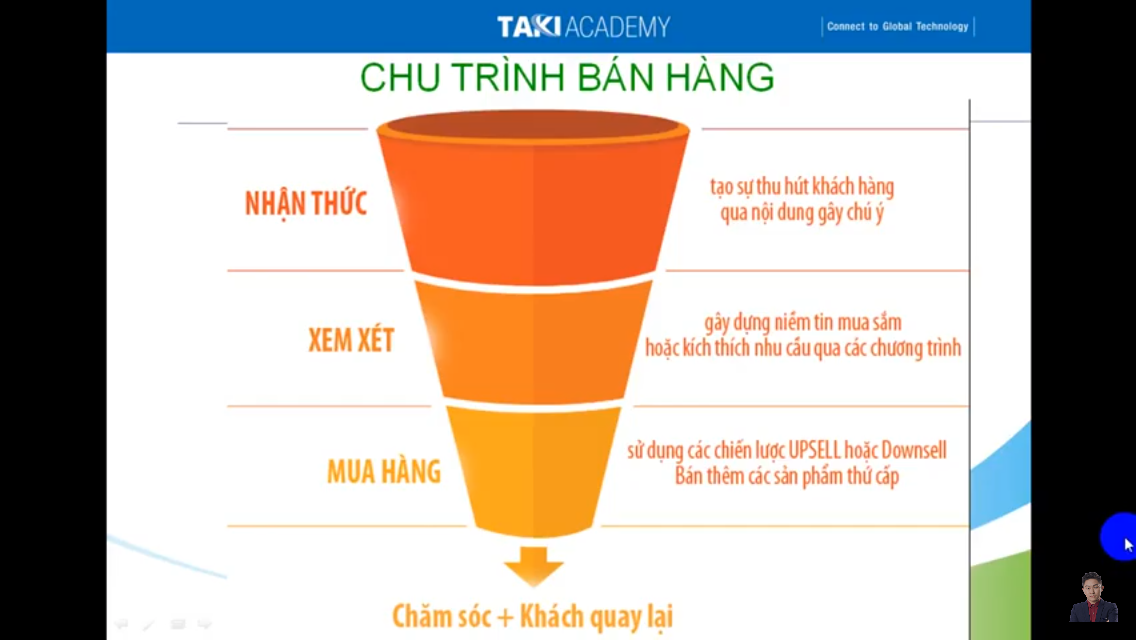 TAKI ACADEMY
Connect to Global Technology
CHU TRÌNH BÁN HÀNG
NHẬN THỨC
tạo sự thu hút khách hàng
qua nội dung gây chú ý
XEM XÉT
gây dựng niềm tin mua sắm
hoặc kích thích nhu cầu qua các chương trình
MUA HÀNG
sử dụng các chiến lược UPSELL hoặc Downsell
Bán thêm các sản phẩm thứ cấp
Chăm sóc + Khách quay lại